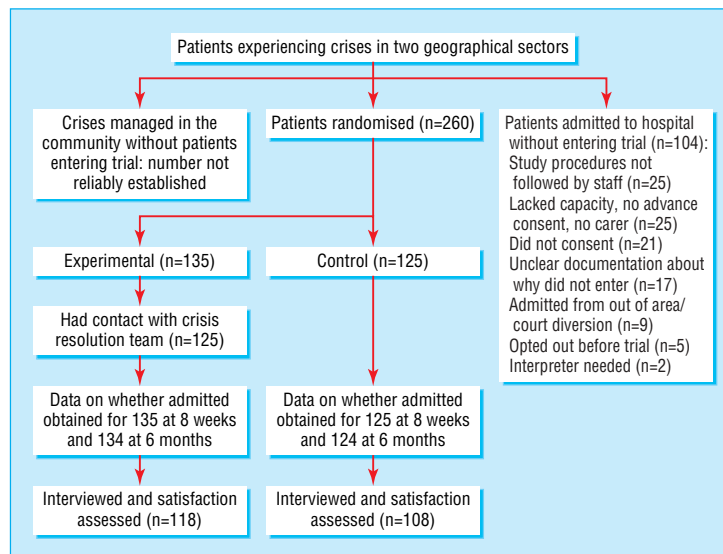 Patients experiencing crises in two geographical sectors
Crises managed in the
community without patients
entering trial: number not
reliably established
Patients randomised (n=260)
Patients admitted to hospital
without entering trial (n=104):
Study procedures not
followed by staff (n=25)
Lacked capacity, no advance
consent, no carer (n=25)
Did not consent (n=21)
Unclear documentation about
why did not enter (n=17)
Admitted from out of area/
court diversion (n=9)
Opted out before trial (n=5)
Interpreter needed (n=2)
Experimental (n=135)
Control (n=125)
Had contact with crisis
resolution team (n=125)
Data on whether admitted
obtained for 135 at 8 weeks
and 134 at 6 months
Data on whether admitted
obtained for 125 at 8 weeks
and 124 at 6 months
Interviewed and satisfaction
assessed (n=118)
Interviewed and satisfaction
assessed (n=108)